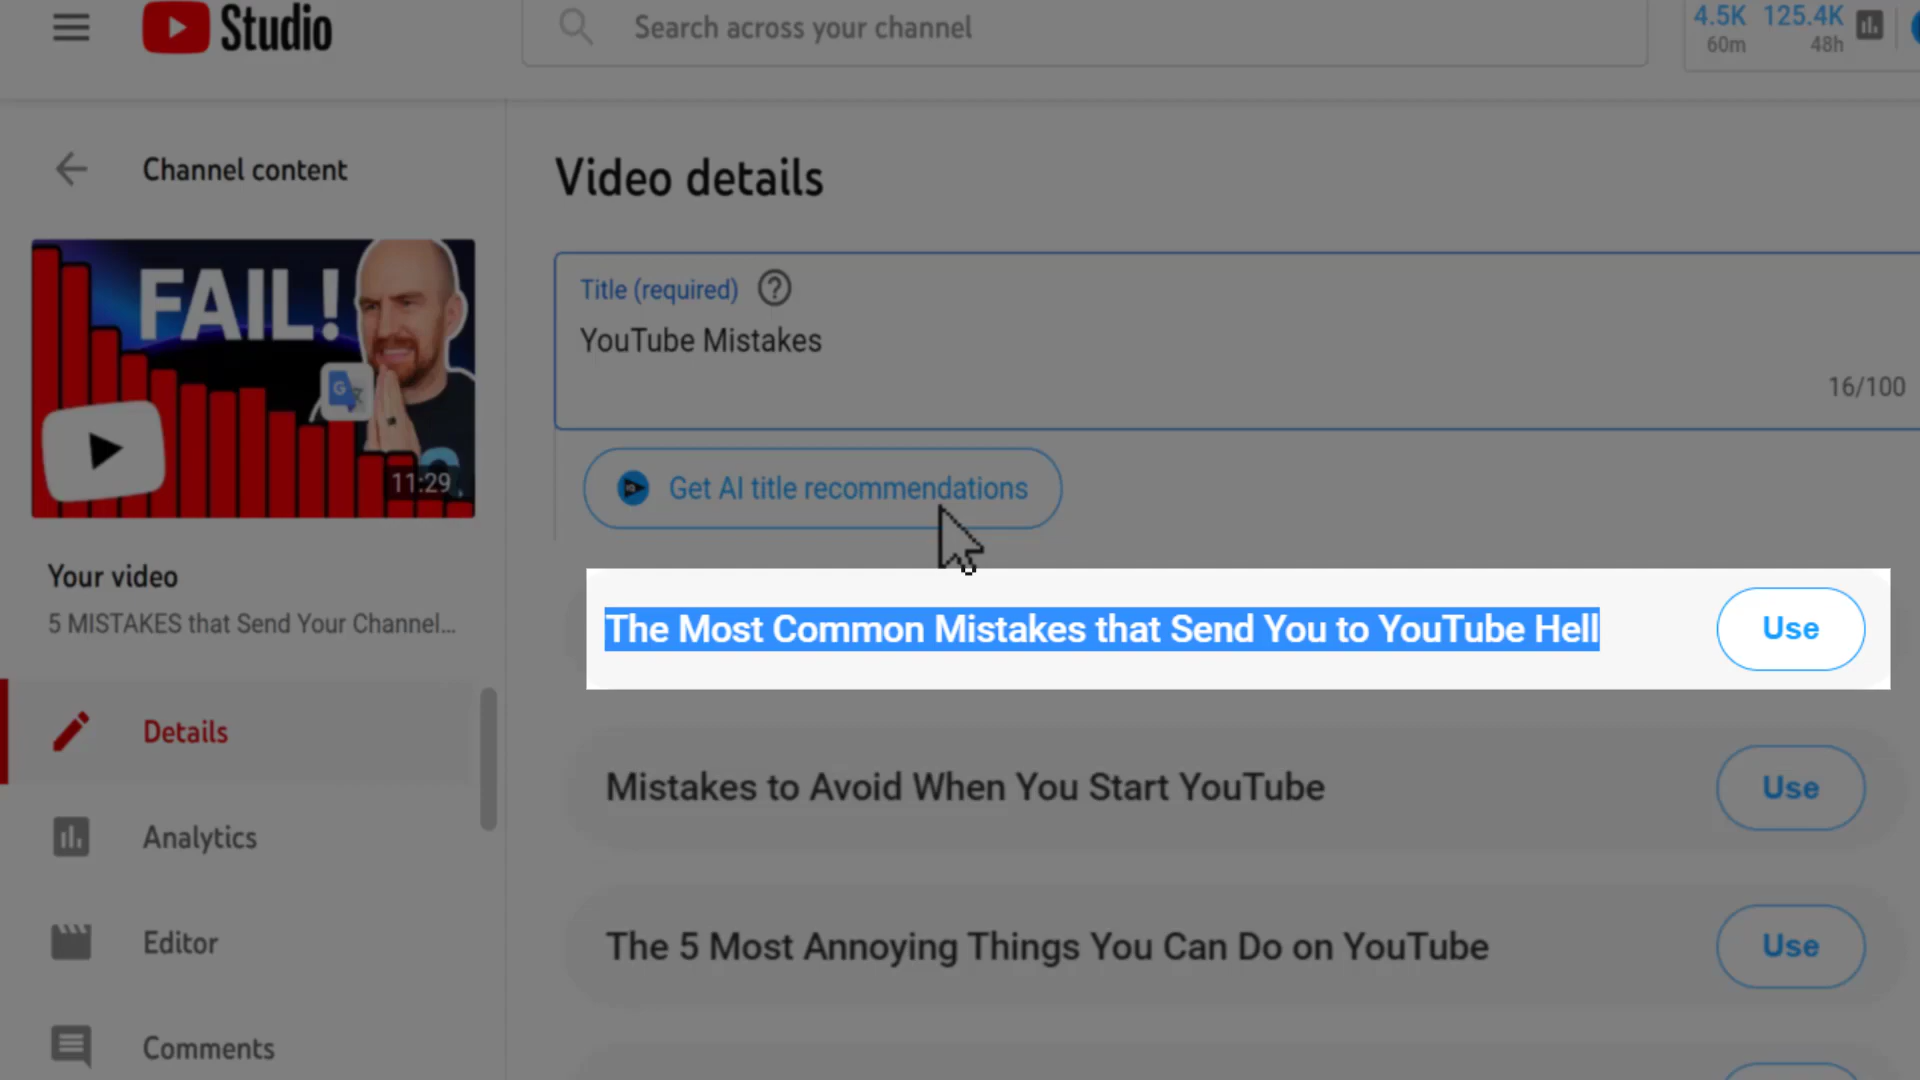 Studio
Search across your channel
4.5K 125.4K
60m 48h
Channel content
Video details
FAIL!
G
11:29
Title (required)
YouTube Mistakes
16/100
Get AI title recommendations
Your video
5 MISTAKES that Send Your Channel...
The Most Common Mistakes that Send You to YouTube Hell
Use
Details
Mistakes to Avoid When You Start YouTube
Use
Analytics
The 5 Most Annoying Things You Can Do on YouTube
Use
Editor
Comments